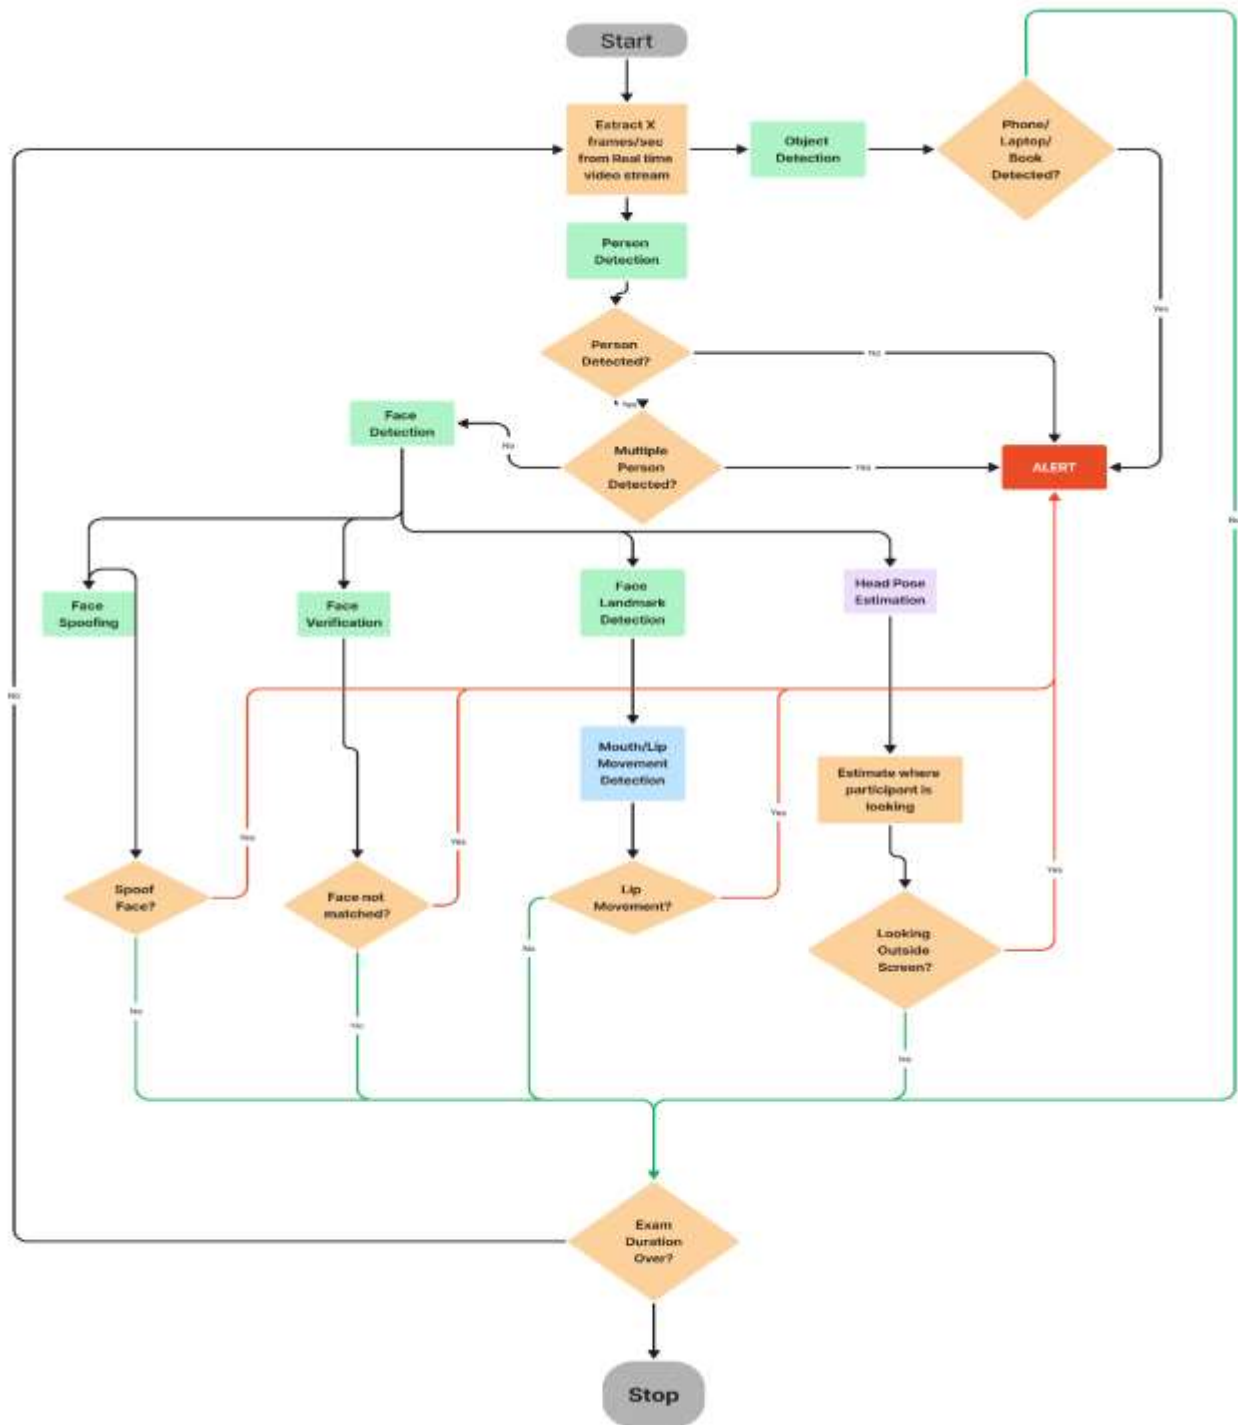 Start
Extract X
frames/sec
from Real time
video stream
Object
Detection
Phone/
Laptop/
Book
Detected?
Person
Detection
Yes
Person
Detected?
No
Yes
Face
Detection
No
Multiple
Person
Detected?
Yes
ALERT
No
Face
Spoofing
Face
Verification
Face
Landmark
Detection
Head Pose
Estimation
No
Mouth/Lip
Movement
Detection
Estimate where
participant is
looking
Yes
Yes
Yes
Yes
Spoof
Face?
Face not
matched?
Lip
Movement?
Looking
Outside
Screen?
No
No
No
No
Exam
Duration
Over?
Stop